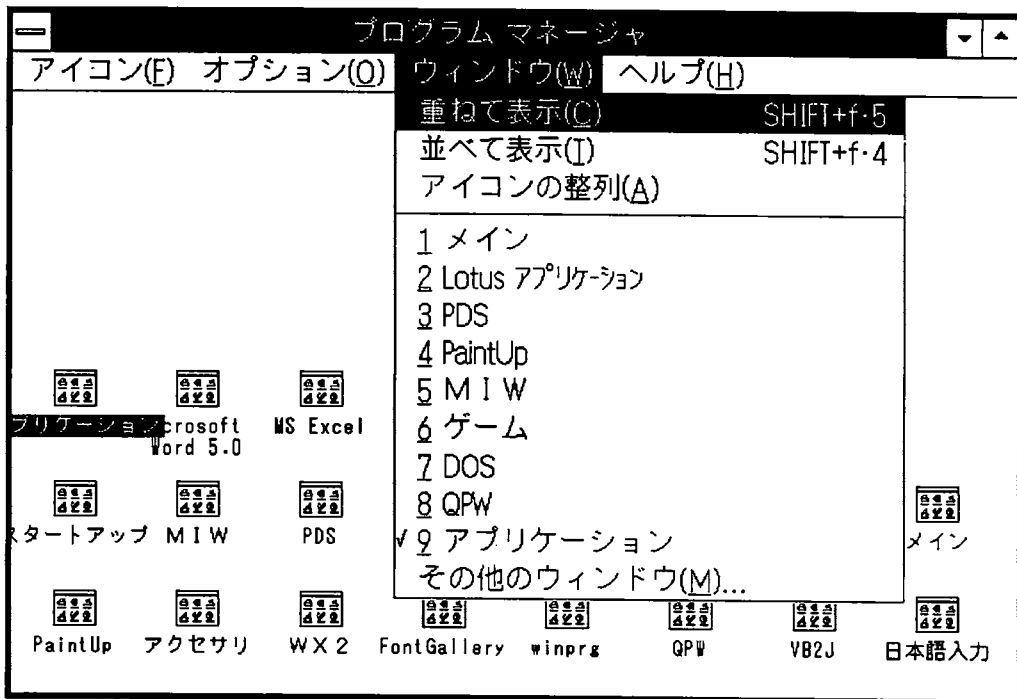 プログラム マネージャ
アイコン(F) オプション(O) ウィンドウ(W) ヘルプ(H)
重ねて表示(C) SHIFT+f·5
並べて表示(T) SHIFT+f·4
アイコンの整列(A)
1 メイン
2 Lotus アプリケーション
3 PDS
4 PaintUp
5 ＭＩＷ
6 ゲーム
7 DOS
8 QPW
✓ 9 アプリケーション
その他のウィンドウ(M)...
プリケーション crosoft MS Excel
Word 5.0
スタートアップ ＭＩＷ PDS メイン
PaintUp アクセサリ ＷＸ２ FontGallery winprg QPW VB2J 日本語入力